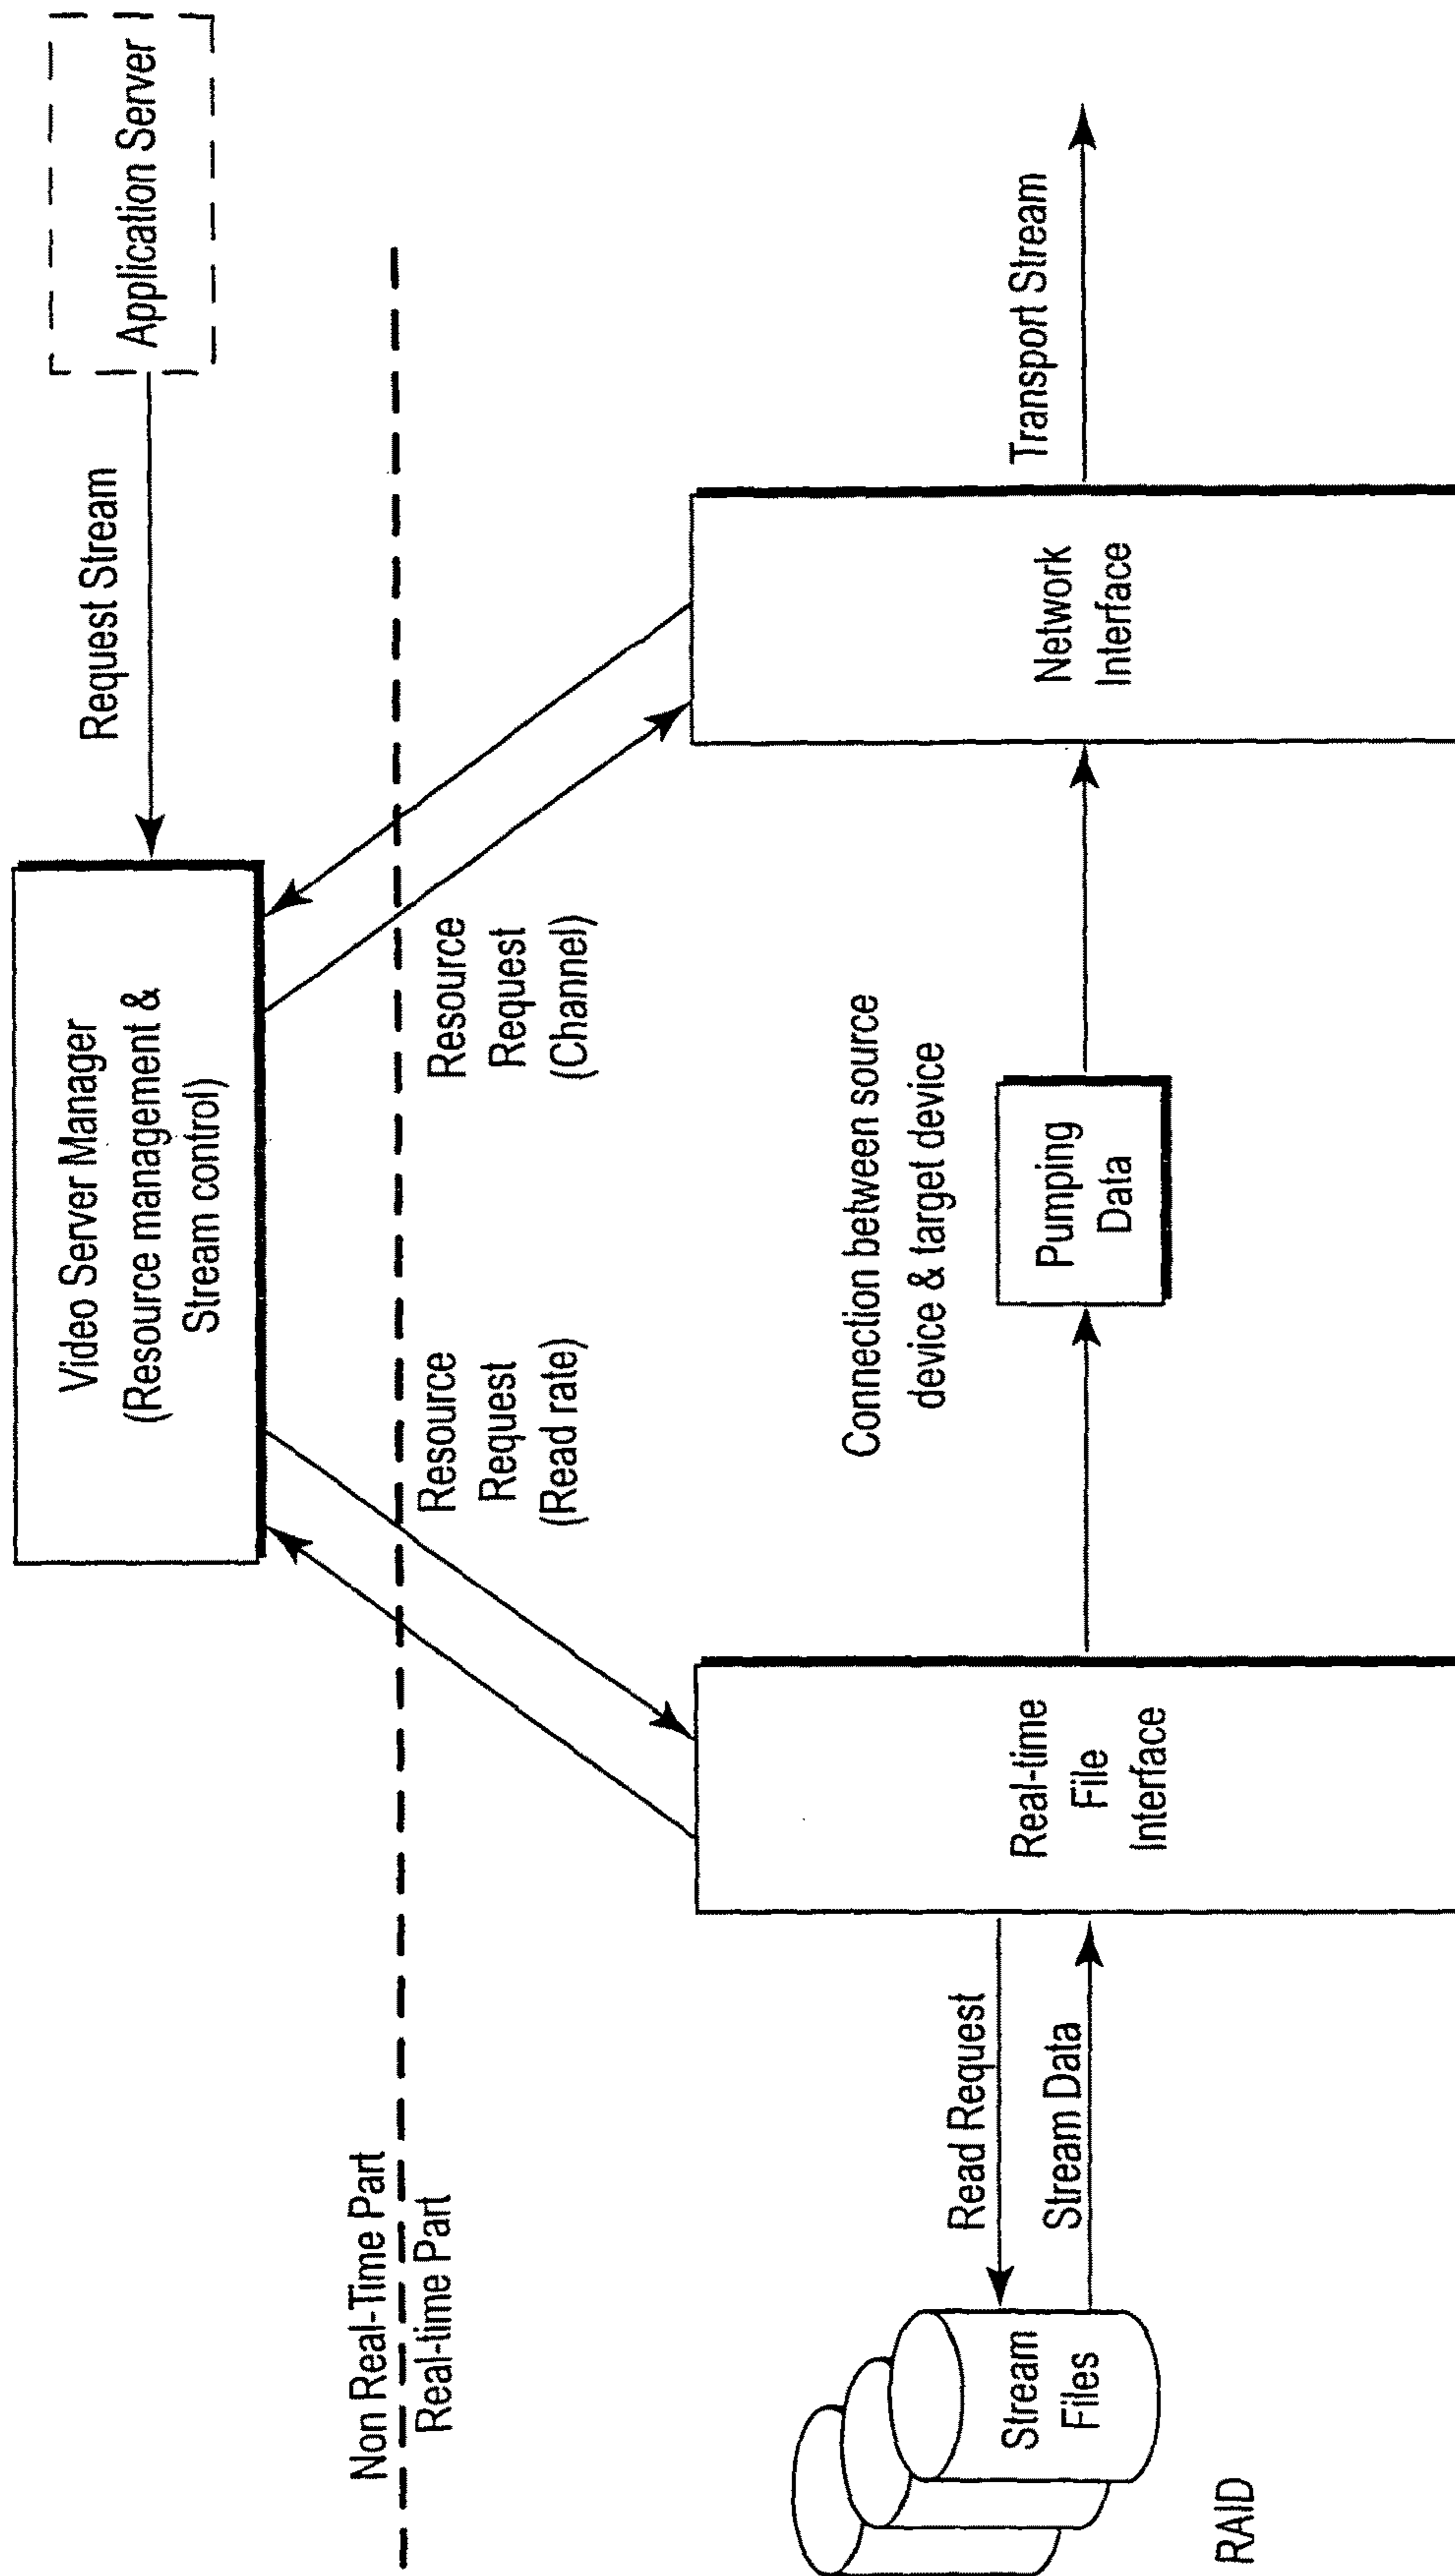 Application Server
Request Stream
Video Server Manager
(Resource management &
Stream control)
Non Real-Time Part
Real-time Part
Resource
Request
(Read rate)
Resource
Request
(Channel)
Connection between source
device & target device
Transport Stream
Read Request
Stream Data
Stream
Files
RAID
Real-time
File
Interface
Pumping
Data
Network
Interface